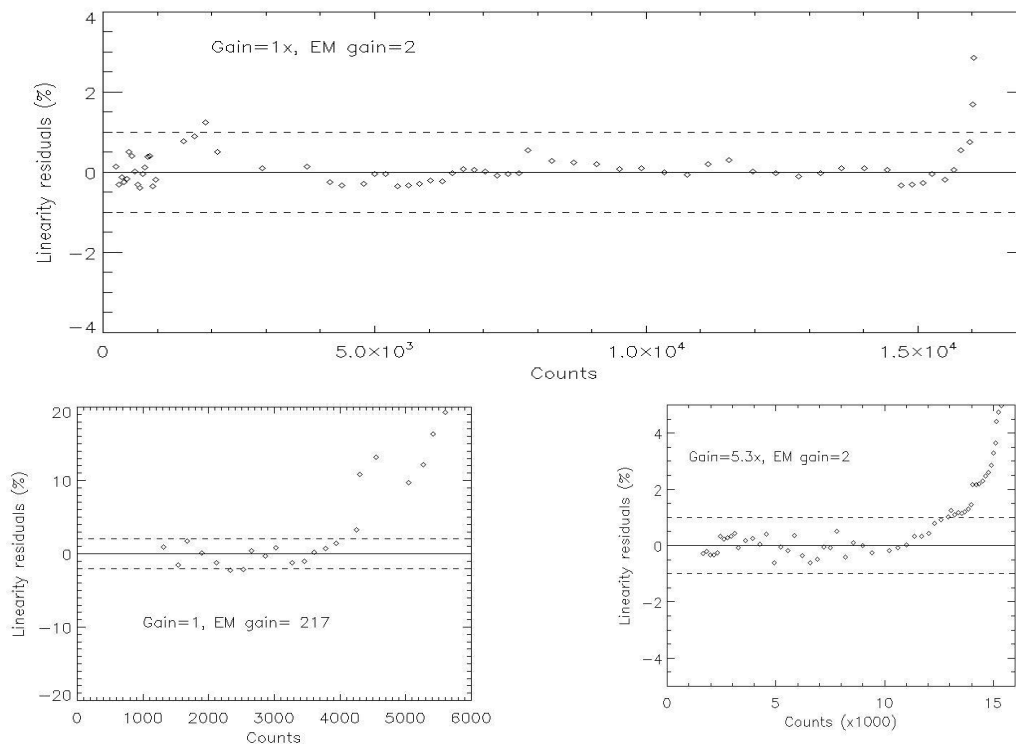 4
2
0
−2
−4
Linearity residuals (%)
Gain=1x, EM gain=2
0
5.0×10³
1.0×10⁴
1.5×10⁴
Counts
20
10
0
−10
−20
Linearity residuals (%)
Gain=1, EM gain= 217
0 1000 2000 3000 4000 5000 6000
Counts
4
2
0
−2
−4
Linearity residuals (%)
Gain=5.3x, EM gain=2
0 5 10 15
Counts (x1000)